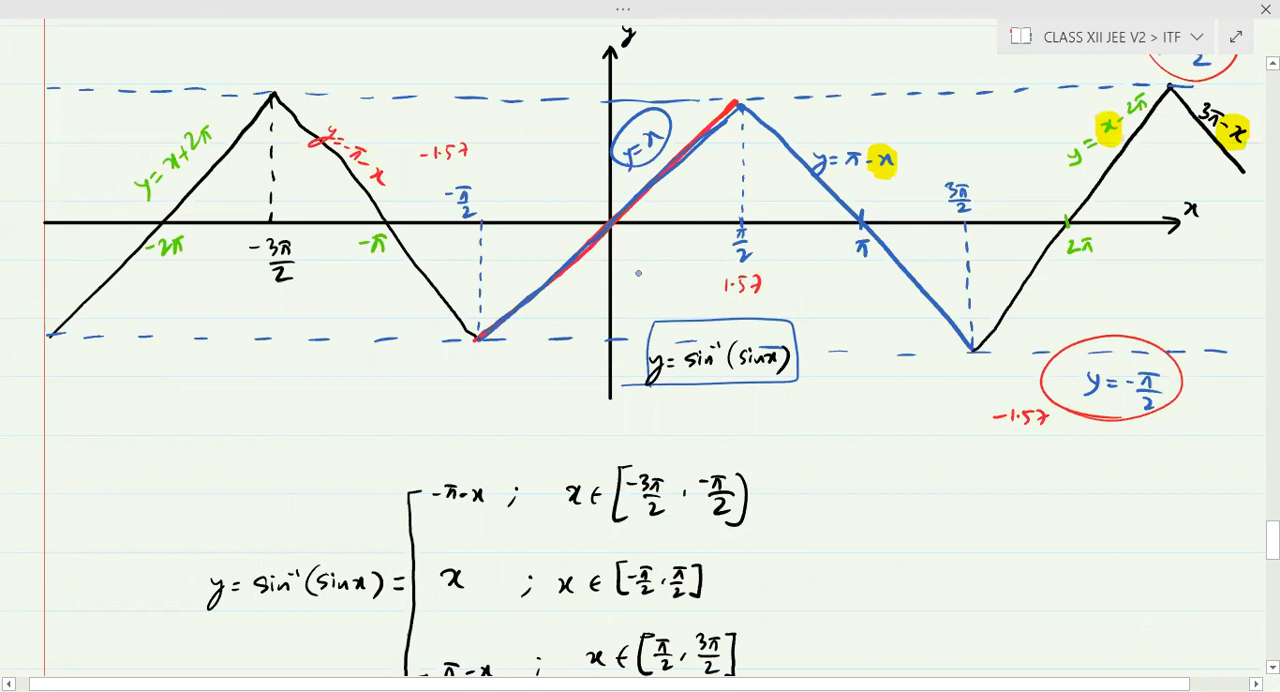 CLASS XII JEE V2 > ITF
y
2
y = x + 2π
y = -π - x
-1.57
y = x
y = π - x
y = x - 2π
3π - x
-π/2
3π/2
x
-2π
-3π/2
-π
π/2
π
2π
1.57
y = sin⁻¹(sin x)
y = -π/2
-1.57
-π-x ; x ∈ [-3π/2, -π/2)
y = sin⁻¹(sin x) = x ; x ∈ [-π/2, π/2]
π-x ; x ∈ [π/2, 3π/2]